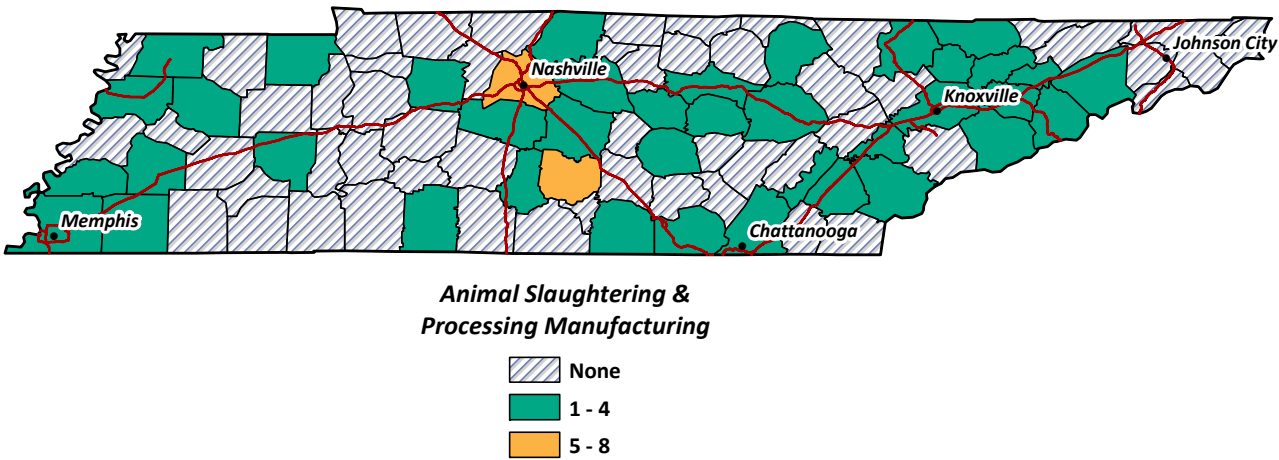 Johnson City
Nashville
Knoxville
Memphis
Chattanooga
Animal Slaughtering &
Processing Manufacturing
None
1 - 4
5 - 8